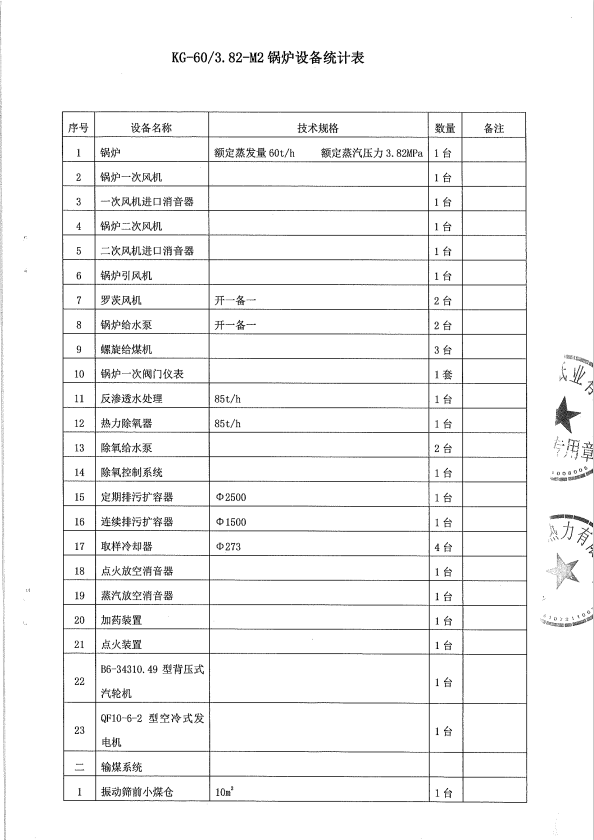 KG-60/3.82-M2 锅炉设备统计表
序号 设备名称 技术规格 数量 备注
1 锅炉 额定蒸发量 60t/h 额定蒸汽压力 3.82MPa 1 台
2 锅炉一次风机 1 台
3 一次风机进口消音器 1 台
4 锅炉二次风机 1 台
5 二次风机进口消音器 1 台
6 锅炉引风机 1 台
7 罗茨风机 开一备一 2 台
8 锅炉给水泵 开一备一 2 台
9 螺旋给煤机 3 台
10 锅炉一次阀门仪表 1 套
11 反渗透水处理 85t/h 1 台
12 热力除氧器 85t/h 1 台
13 除氧给水泵 2 台
14 除氧控制系统 1 台
15 定期排污扩容器 Φ2500 1 台
16 连续排污扩容器 Φ1500 1 台
17 取样冷却器 Φ273 4 台
18 点火放空消音器 1 台
19 蒸汽放空消音器 1 台
20 加药装置 1 台
21 点火装置 1 台
22 B6-34310.49 型背压式
汽轮机 1 台
23 QF10-6-2 型空冷式发
电机 1 台
二 输煤系统
1 振动筛前小煤仓 10m³ 1 台
纸业有
专用章
热力有限